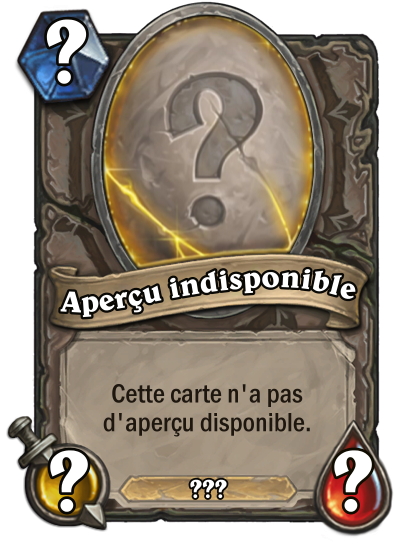 ?
?
Aperçu indisponible
Cette carte n'a pas
d'aperçu disponible.
?
???
?